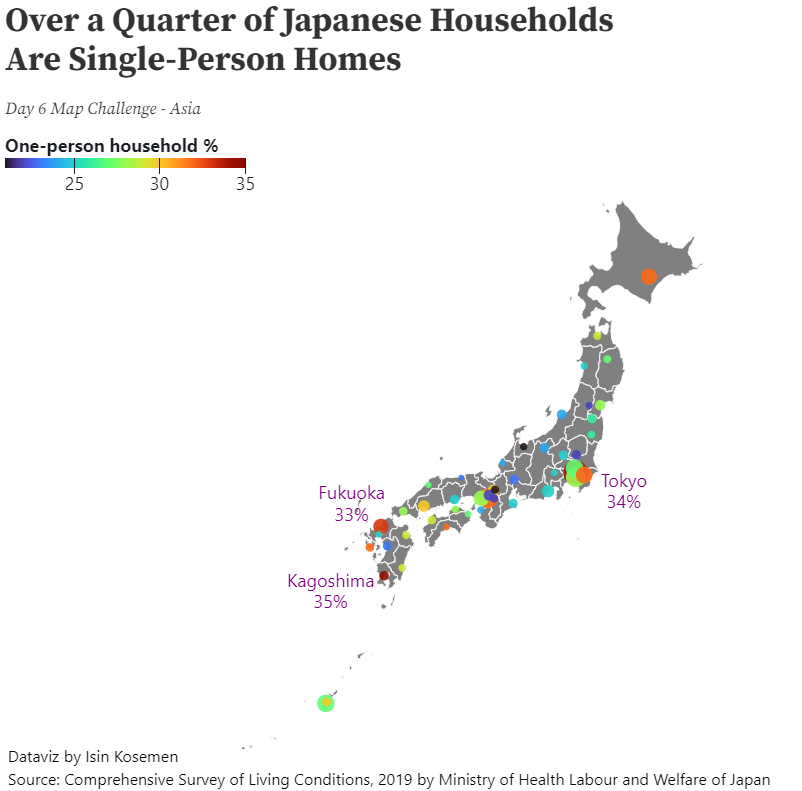 Over a Quarter of Japanese Households
Are Single-Person Homes
Day 6 Map Challenge - Asia
One-person household %
25 30 35
Tokyo
34%
Fukuoka
33%
Kagoshima
35%
Dataviz by Isin Kosemen
Source: Comprehensive Survey of Living Conditions, 2019 by Ministry of Health Labour and Welfare of Japan